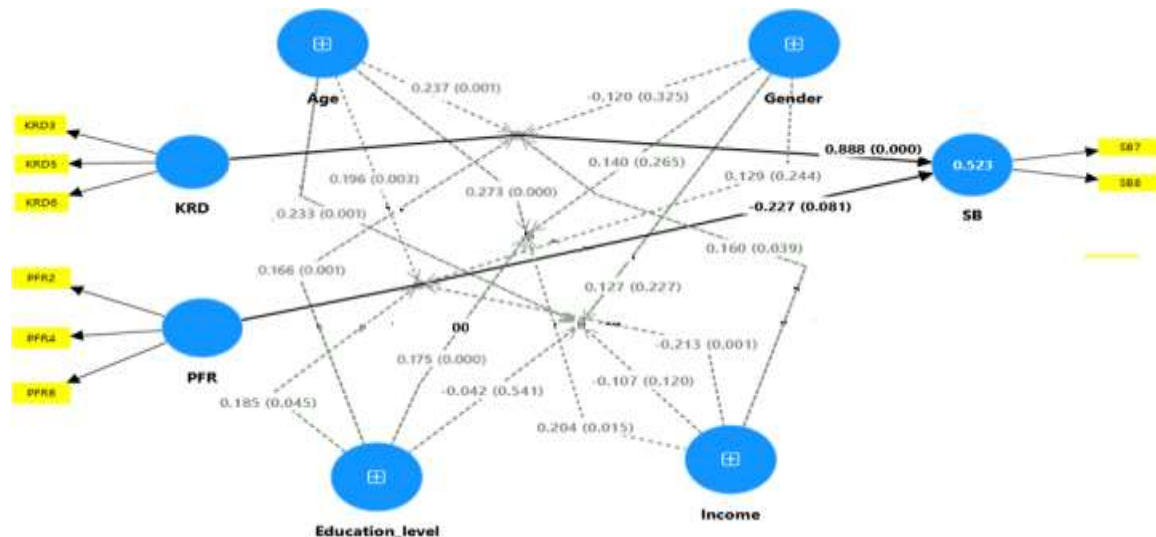 Age
Gender
0.237 (0.001)
-0.120 (0.325)
KRD3
KRD5
KRD6
KRD
0.888 (0.000)
0.523
SB
SB7
SB8
0.140 (0.265)
0.129 (0.244)
0.196 (0.003)
0.273 (0.000)
-0.227 (0.081)
0.233 (0.001)
0.160 (0.039)
0.166 (0.001)
0.127 (0.227)
PFR2
PFR4
PFR
00
0.175 (0.000)
-0.213 (0.001)
-0.042 (0.541)
-0.107 (0.120)
0.185 (0.045)
0.204 (0.015)
Education_level
Income